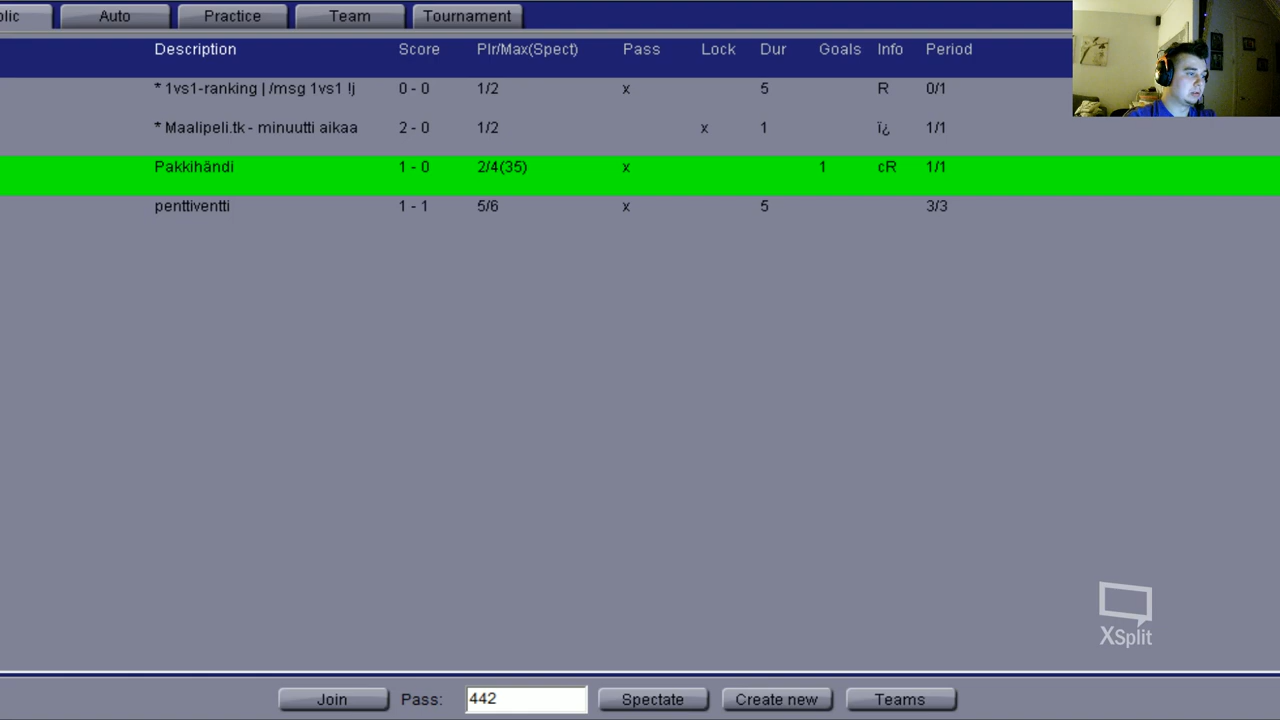 olic Auto Practice Team Tournament
Description Score Plr/Max(Spect) Pass Lock Dur Goals Info Period
* 1vs1-ranking | /msg 1vs1 !j 0 - 0 1/2 x 5 R 0/1
* Maalipeli.tk - minuutti aikaa 2 - 0 1/2 x 1 ï¿ 1/1
Pakkihändi 1 - 0 2/4(35) x 1 cR 1/1
penttiventti 1 - 1 5/6 x 5 3/3
XSplit
Join Pass: 442 Spectate Create new Teams